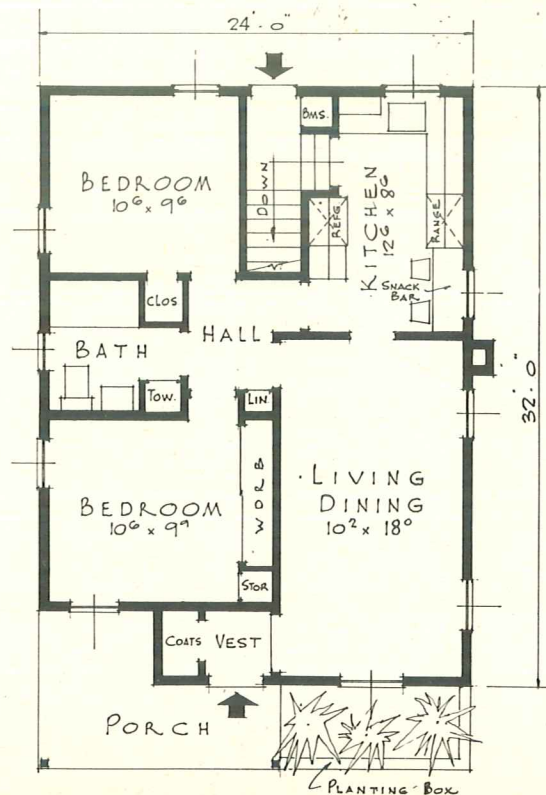 24'·0"
BEDROOM
10⁶ x 9⁶
DOWN
BMS.
KITCHEN
12⁶ x 8⁶
REFG
RANGE
SNACK
BAR
CLOS
HALL
BATH
TOW.
LIN
32'·0"
BEDROOM
10⁶ x 9⁹
WDRB
STOR
LIVING
DINING
10² x 18⁰
COATS
VEST
PORCH
PLANTING BOX